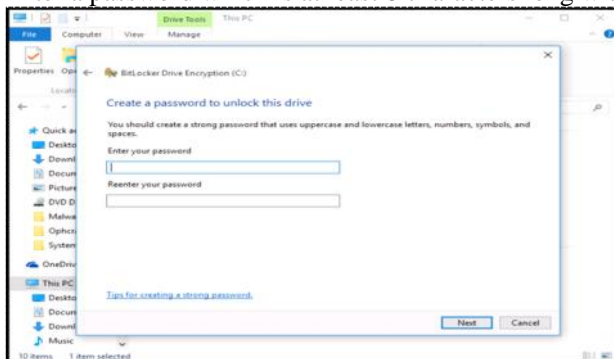 Drive Tools This PC
File Computer View Manage
Properties
BitLocker Drive Encryption (C:)
Create a password to unlock this drive
You should create a strong password that uses uppercase and lowercase letters, numbers, symbols, and
spaces.
Enter your password
Reenter your password
Quick a
Deskto
Downl
Docun
Picture
DVD D
Malwa
Ophcr
System
OneDriv
This PC
Deskto
Docun
Downl
Music
Tips for creating a strong password.
Next Cancel
10 items 1 item selected